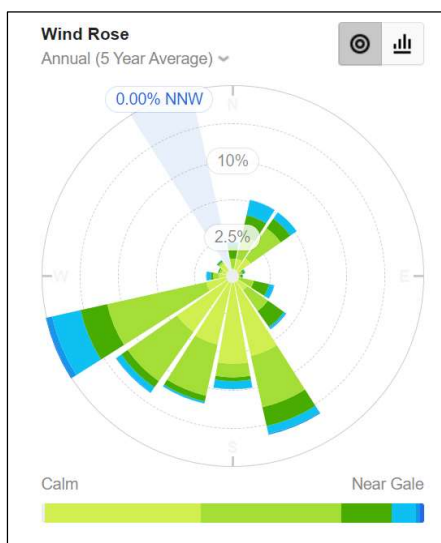 Wind Rose
Annual (5 Year Average)
0.00% NNW
N
10%
2.5%
W
E
S
Calm
Near Gale